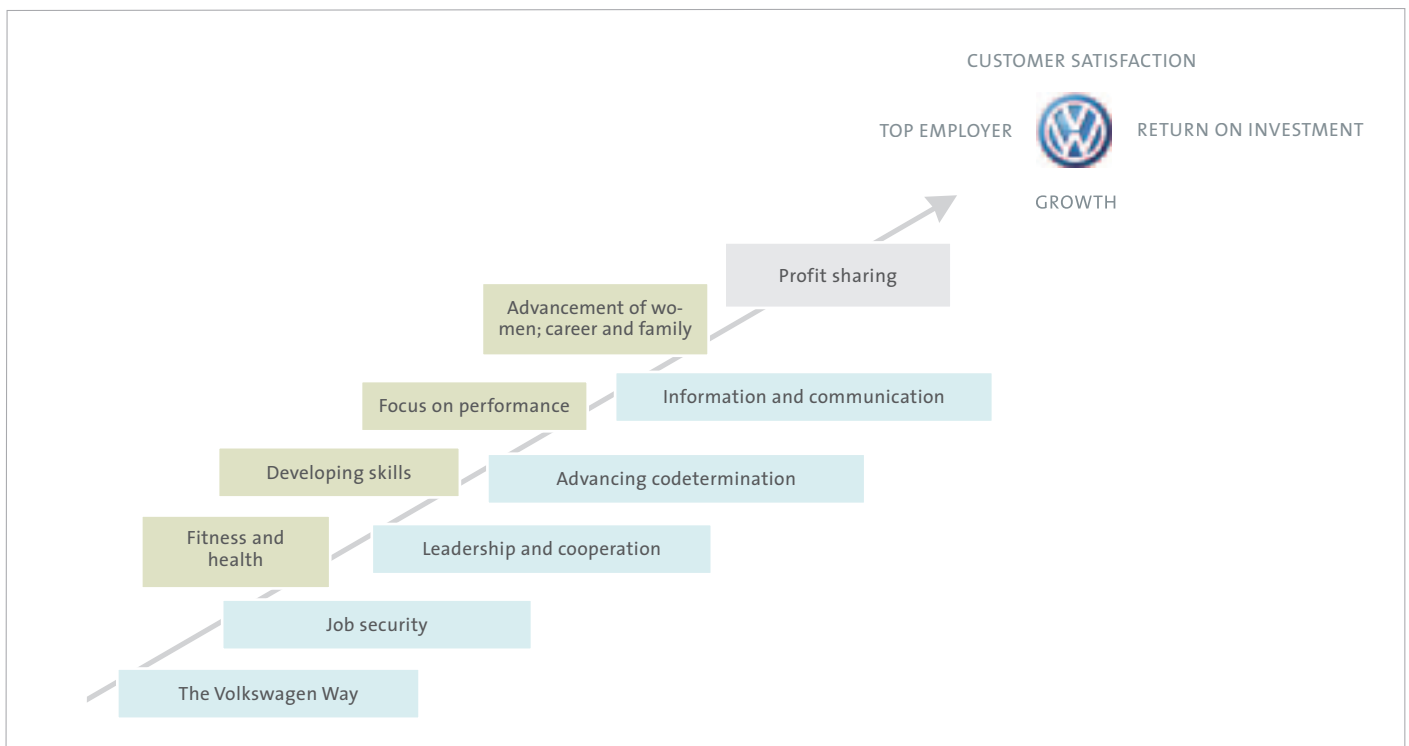 CUSTOMER SATISFACTION
TOP EMPLOYER
RETURN ON INVESTMENT
GROWTH
Profit sharing
Advancement of wo-
men; career and family
Information and communication
Focus on performance
Developing skills
Advancing codetermination
Fitness and
health
Leadership and cooperation
Job security
The Volkswagen Way